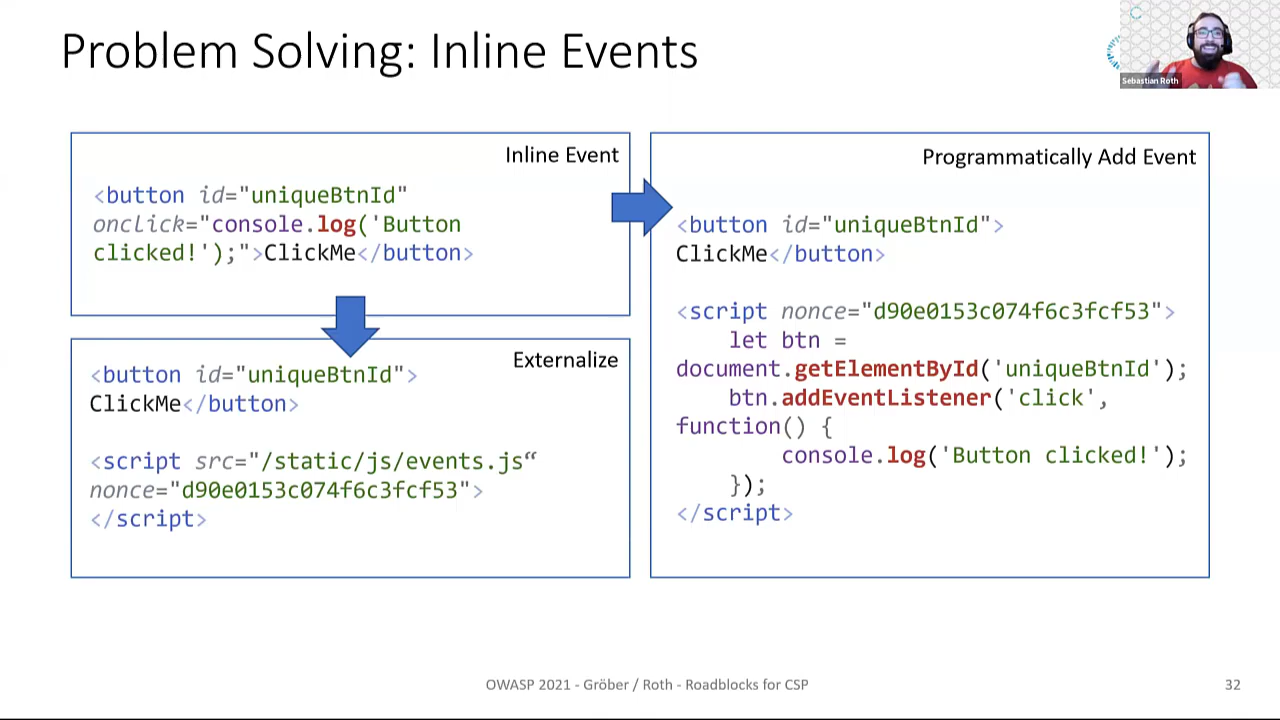 Problem Solving: Inline Events
Sebastian Roth
Inline Event
<button id="uniqueBtnId"
onclick="console.log('Button
clicked!');">ClickMe</button>
Externalize
<button id="uniqueBtnId">
ClickMe</button>
<script src="/static/js/events.js“
nonce="d90e0153c074f6c3fcf53">
</script>
Programmatically Add Event
<button id="uniqueBtnId">
ClickMe</button>
<script nonce="d90e0153c074f6c3fcf53">
let btn =
document.getElementById('uniqueBtnId');
btn.addEventListener('click',
function() {
console.log('Button clicked!');
});
</script>
OWASP 2021 - Gröber / Roth - Roadblocks for CSP
32